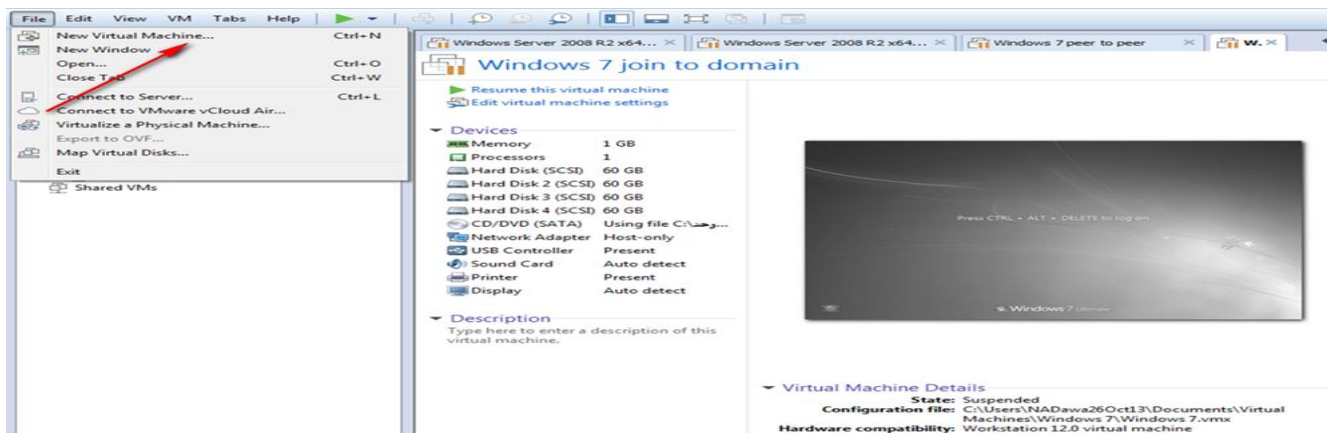 File Edit View VM Tabs Help
New Virtual Machine... Ctrl+N
New Window
Open... Ctrl+O
Close Tab Ctrl+W
Connect to Server... Ctrl+L
Connect to VMware vCloud Air...
Virtualize a Physical Machine...
Export to OVF...
Map Virtual Disks...
Exit
Shared VMs
Windows Server 2008 R2 x64... × Windows Server 2008 R2 x64... × Windows 7 peer to peer × W. ×
Windows 7 join to domain
Resume this virtual machine
Edit virtual machine settings
Devices
Memory 1 GB
Processors 1
Hard Disk (SCSI) 60 GB
Hard Disk 2 (SCSI) 60 GB
Hard Disk 3 (SCSI) 60 GB
Hard Disk 4 (SCSI) 60 GB
CD/DVD (SATA) Using file C:\...
Network Adapter Host-only
USB Controller Present
Sound Card Auto detect
Printer Present
Display Auto detect
Description
Type here to enter a description of this
virtual machine.
Press CTRL + ALT + DELETE to log on
Windows 7 Ultimate
Virtual Machine Details
State: Suspended
Configuration file: C:\Users\NADawa26Oct13\Documents\Virtual
Machines\Windows 7\Windows 7.vmx
Hardware compatibility: Workstation 12.0 virtual machine